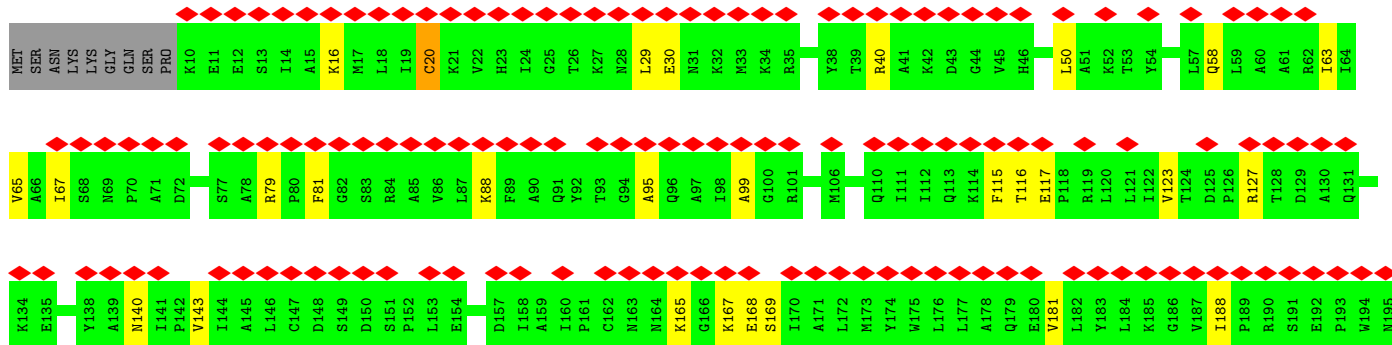 MET SER ASN LYS LYS GLY GLN SER PRO K10 E11 E12 S13 I14 A15 K16 M17 L18 I19 C20 K21 V22 H23 I24 G25 T26 K27 N28 L29 E30 N31 K32 M33 K34 R35 Y38 T39 R40 A41 K42 D43 G44 V45 H46 L50 A51 K52 T53 Y54 L57 Q58 L59 A60 A61 R62 I63 I64
V65 A66 I67 S68 N69 P70 A71 D72 S77 A78 R79 P80 F81 G82 S83 R84 A85 V86 L87 K88 F89 A90 Q91 Y92 T93 G94 A95 Q96 A97 I98 A99 G100 R101 M106 Q110 I111 I112 Q113 K114 F115 T116 E117 P118 R119 L120 L121 I122 V123 T124 D125 P126 R127 T128 D129 A130 Q131
K134 E135 Y138 A139 N140 I141 P142 V143 I144 A145 L146 C147 D148 S149 D150 S151 P152 L153 E154 D157 I158 A159 I160 P161 C162 N163 N164 K165 G166 K167 E168 S169 I170 A171 L172 M173 Y174 W175 L176 L177 A178 Q179 E180 V181 L182 Y183 L184 K185 G186 V187 I188 P189 R190 S191 E192 P193 W194 N195